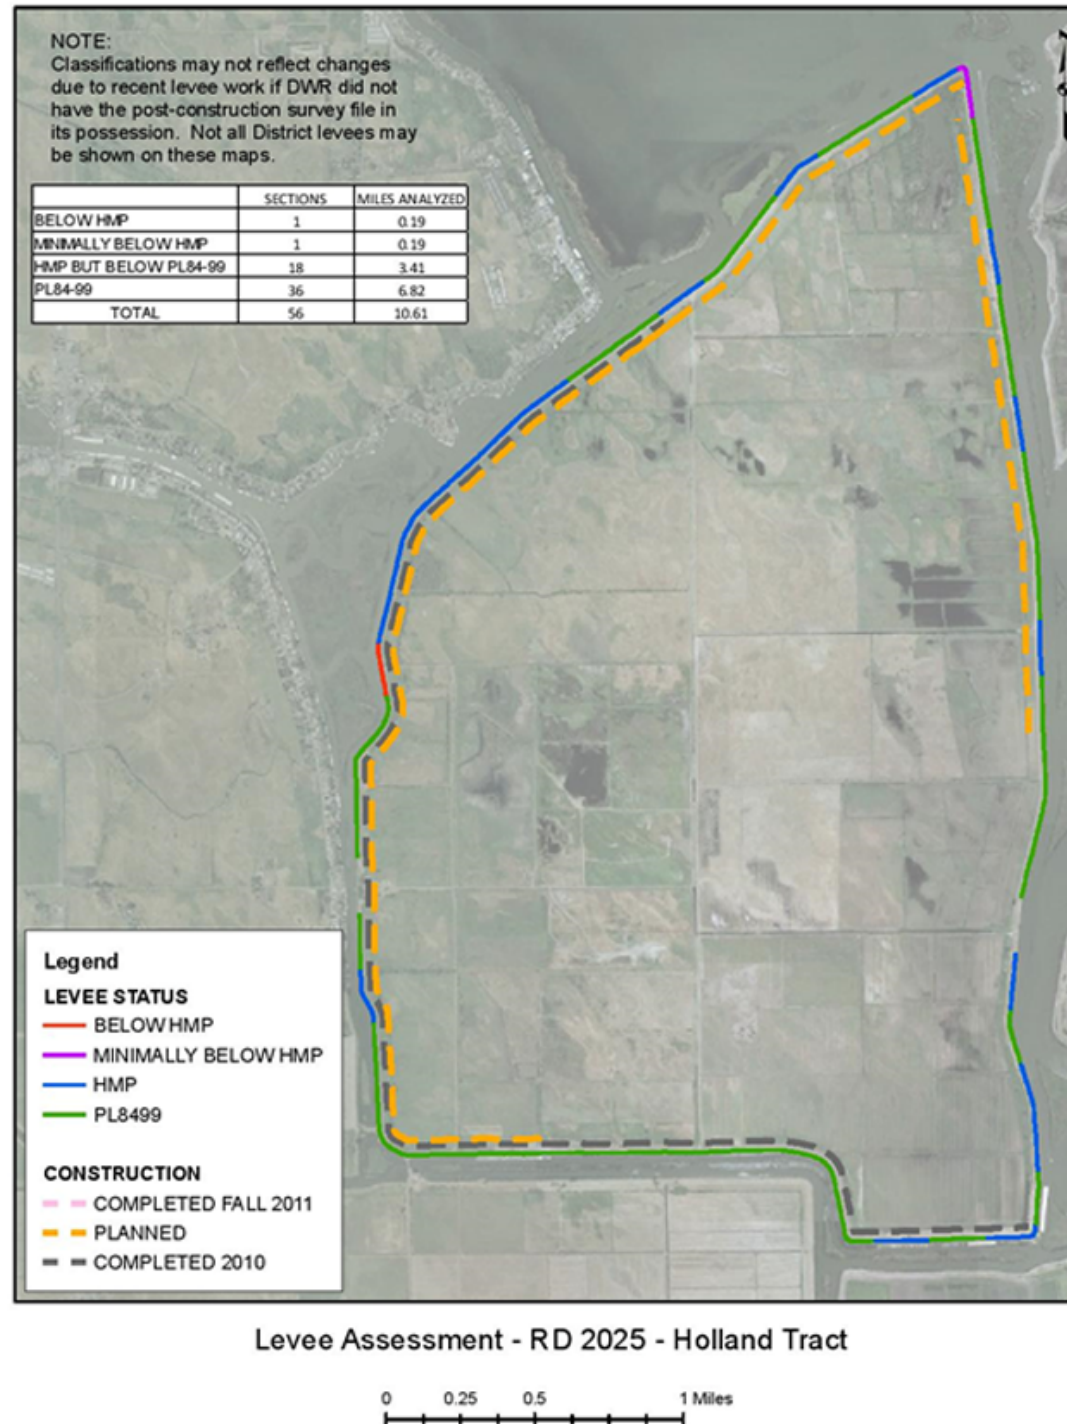 NOTE:
Classifications may not reflect changes
due to recent levee work if DWR did not
have the post-construction survey file in
its possession. Not all District levees may
be shown on these maps.
SECTIONS MILES ANALYZED
BELOW HMP 1 0.19
MINIMALLY BELOW HMP 1 0.19
HMP BUT BELOW PL84-99 18 3.41
PL84-99 36 6.82
TOTAL 56 10.61
Legend
LEVEE STATUS
BELOW HMP
MINIMALLY BELOW HMP
HMP
PL8499
CONSTRUCTION
COMPLETED FALL 2011
PLANNED
COMPLETED 2010
Levee Assessment - RD 2025 - Holland Tract
0 0.25 0.5 1 Miles